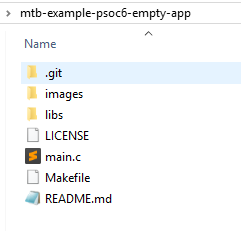 mtb-example-psoc6-empty-app
Name
.git
images
libs
LICENSE
main.c
Makefile
README.md